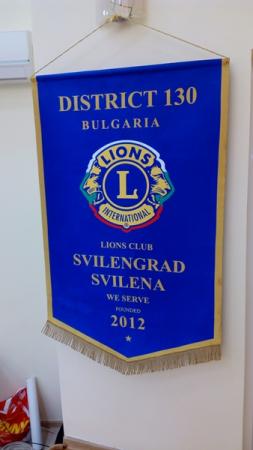 DISTRICT 130
BULGARIA
LIONS
L
INTERNATIONAL
LIONS CLUB
SVILENGRAD
SVILENA
WE SERVE
FOUNDED
2012